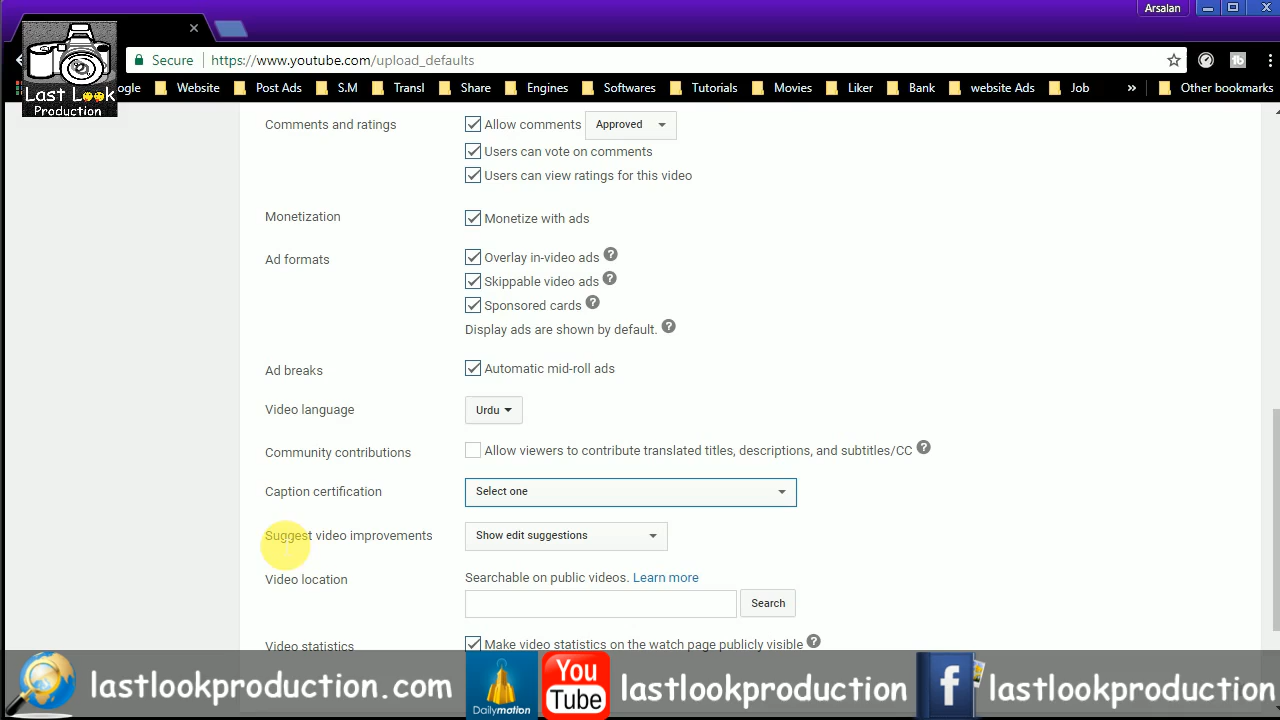 Arsalan
Secure https://www.youtube.com/upload_defaults
ogle Website Post Ads S.M Transl Share Engines Softwares Tutorials Movies Liker Bank website Ads Job » Other bookmarks
Last Look
Production
Comments and ratings Allow comments Approved
Users can vote on comments
Users can view ratings for this video
Monetization Monetize with ads
Ad formats Overlay in-video ads ?
Skippable video ads ?
Sponsored cards ?
Display ads are shown by default. ?
Ad breaks Automatic mid-roll ads
Video language Urdu
Community contributions Allow viewers to contribute translated titles, descriptions, and subtitles/CC ?
Caption certification Select one
Suggest video improvements Show edit suggestions
Video location Searchable on public videos. Learn more
Search
Video statistics Make video statistics on the watch page publicly visible ?
lastlookproduction.com Dailymotion You Tube lastlookproduction f lastlookproduction